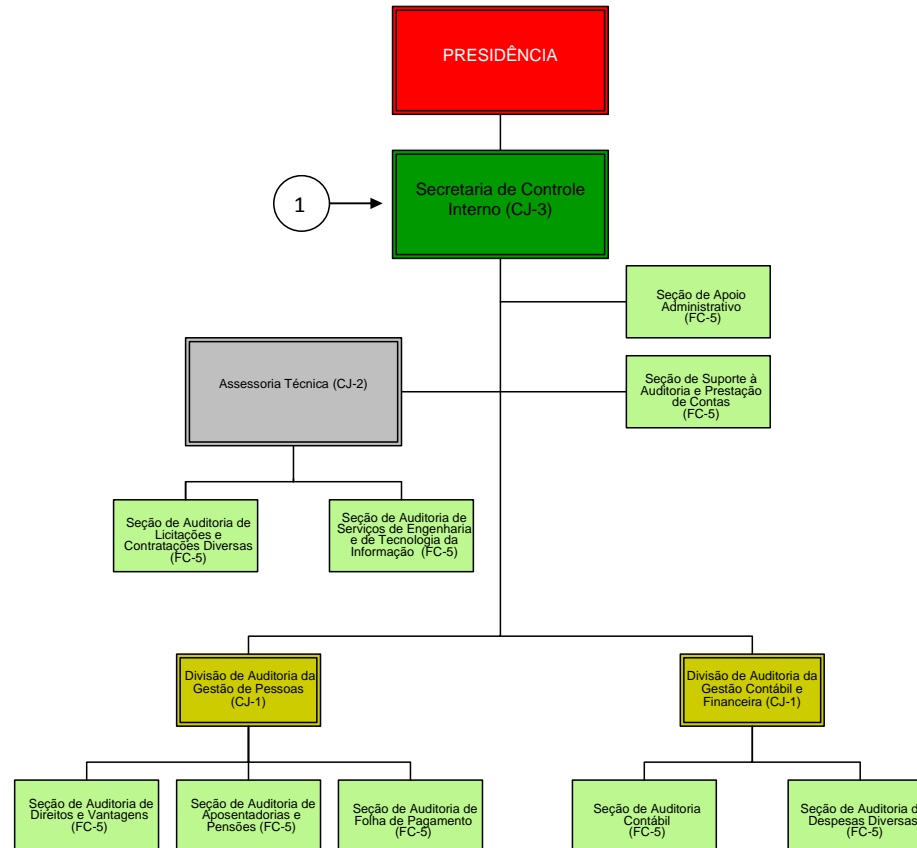 PRESIDÊNCIA
1
Secretaria de Controle
Interno (CJ-3)
Seção de Apoio
Administrativo
(FC-5)
Assessoria Técnica (CJ-2)
Seção de Suporte à
Auditoria e Prestação
de Contas
(FC-5)
Seção de Auditoria de
Licitações e
Contratações Diversas
(FC-5)
Seção de Auditoria de
Serviços de Engenharia
e de Tecnologia da
Informação (FC-5)
Divisão de Auditoria da
Gestão de Pessoas
(CJ-1)
Divisão de Auditoria da
Gestão Contábil e
Financeira (CJ-1)
Seção de Auditoria de
Direitos e Vantagens
(FC-5)
Seção de Auditoria de
Aposentadorias e
Pensões (FC-5)
Seção de Auditoria de
Folha de Pagamento
(FC-5)
Seção de Auditoria
Contábil
(FC-5)
Seção de Auditoria d
Despesas Diversas
(FC-5)